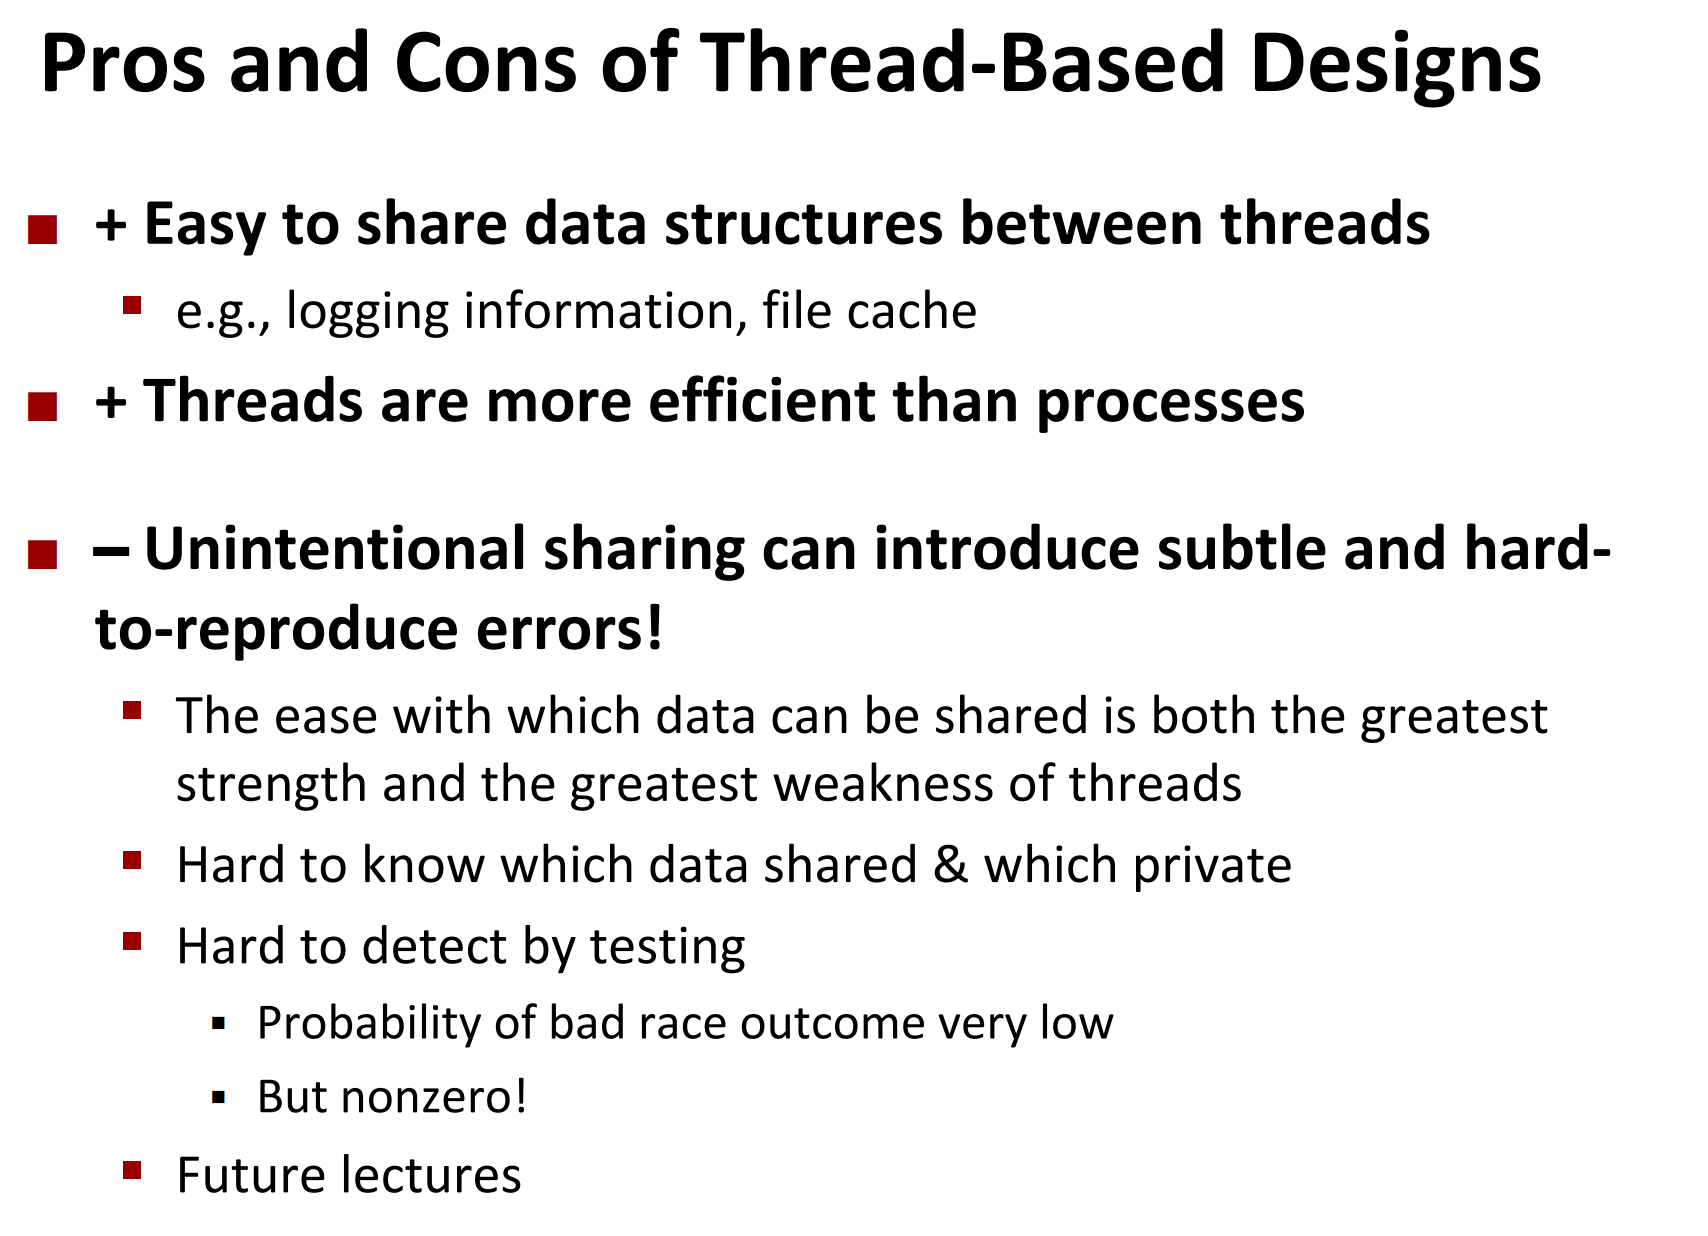 Pros and Cons of Thread-Based Designs
+ Easy to share data structures between threads
e.g., logging information, file cache
+ Threads are more efficient than processes
– Unintentional sharing can introduce subtle and hard-
to-reproduce errors!
The ease with which data can be shared is both the greatest
strength and the greatest weakness of threads
Hard to know which data shared & which private
Hard to detect by testing
Probability of bad race outcome very low
But nonzero!
Future lectures